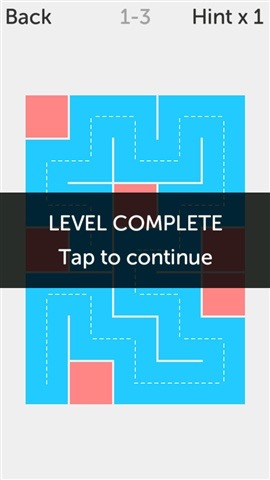 Back 1-3 Hint x 1
LEVEL COMPLETE
Tap to continue